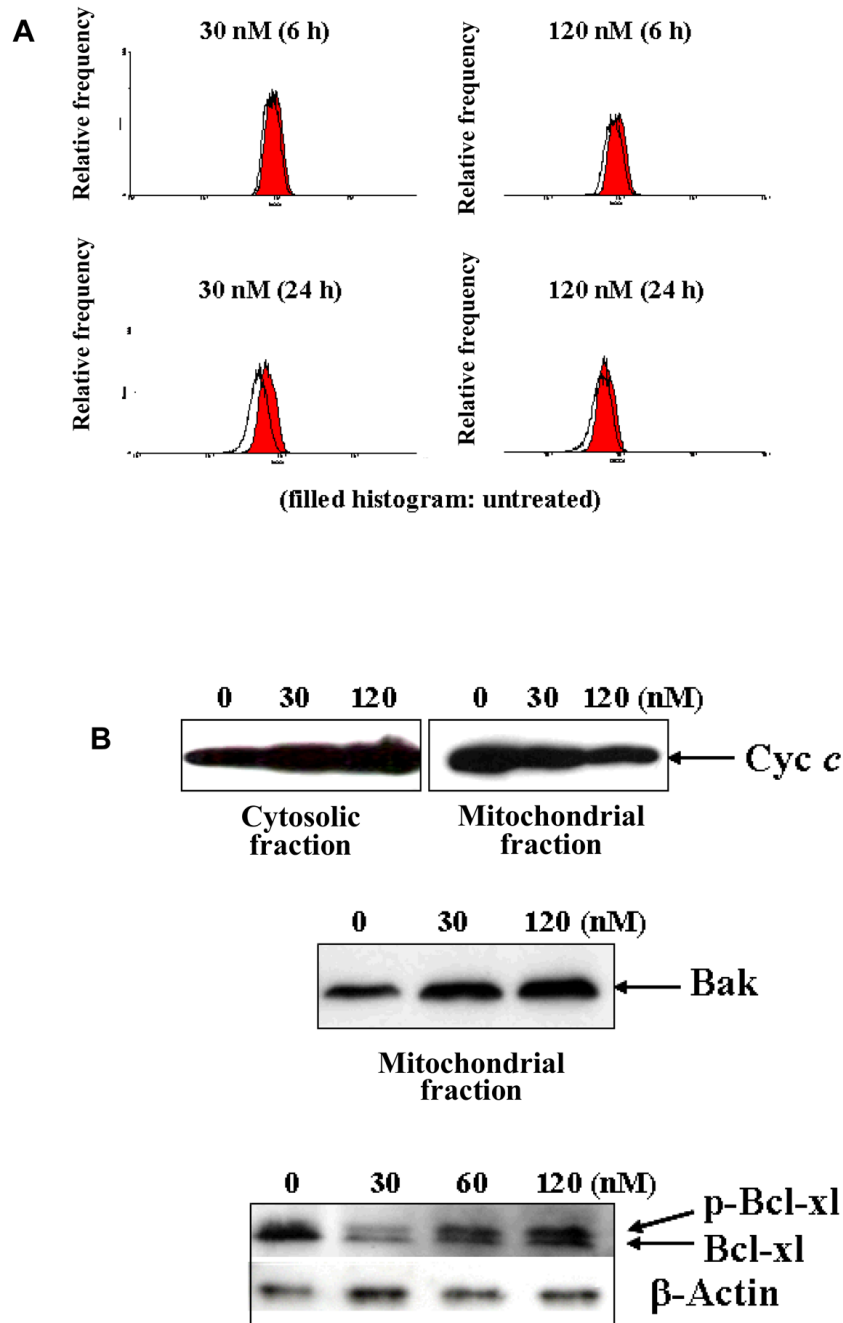 A
30 nM (6 h)
120 nM (6 h)
Relative frequency
Relative frequency
30 nM (24 h)
120 nM (24 h)
Relative frequency
Relative frequency
(filled histogram: untreated)
B
0 30 120 0 30 120 (nM)
Cyc c
Cytosolic fraction
Mitochondrial fraction
0 30 120 (nM)
Bak
Mitochondrial
fraction
0 30 60 120 (nM)
p-Bcl-xl
Bcl-xl
β-Actin